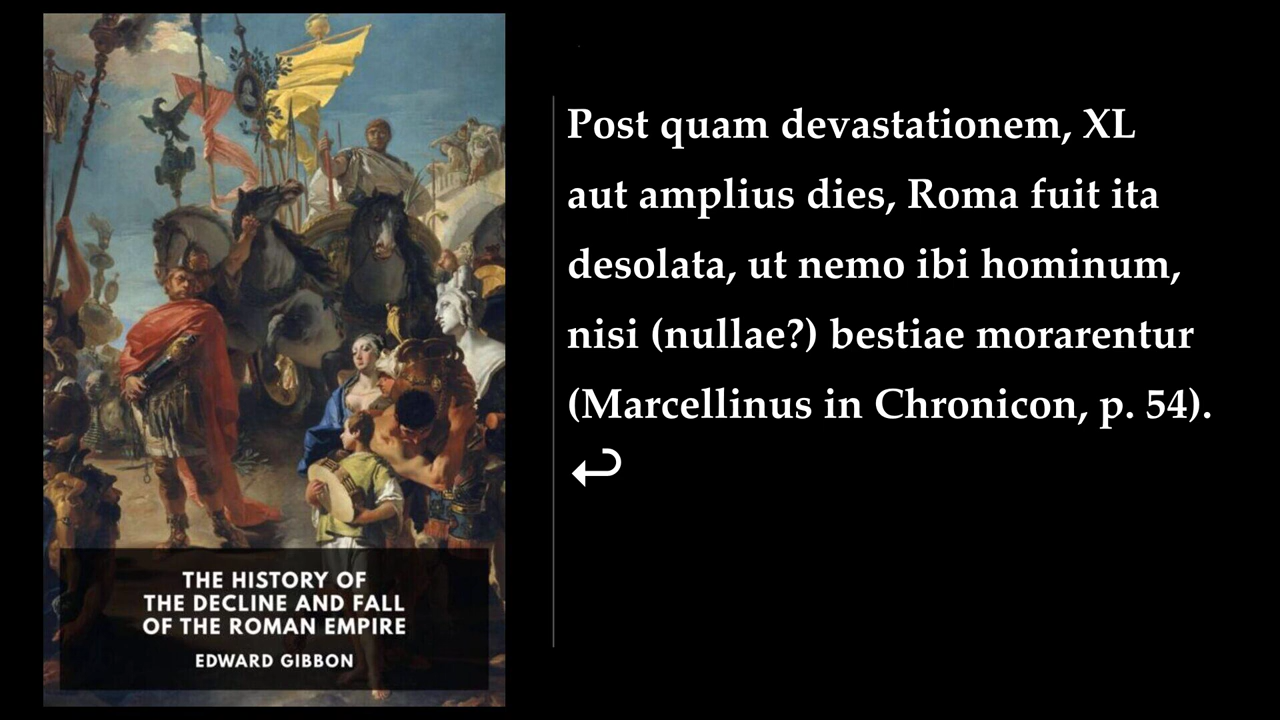 Post quam devastationem, XL
aut amplius dies, Roma fuit ita
desolata, ut nemo ibi hominum,
nisi (nullae?) bestiae morarentur
(Marcellinus in Chronicon, p. 54).
↩
THE HISTORY OF
THE DECLINE AND FALL
OF THE ROMAN EMPIRE
EDWARD GIBBON